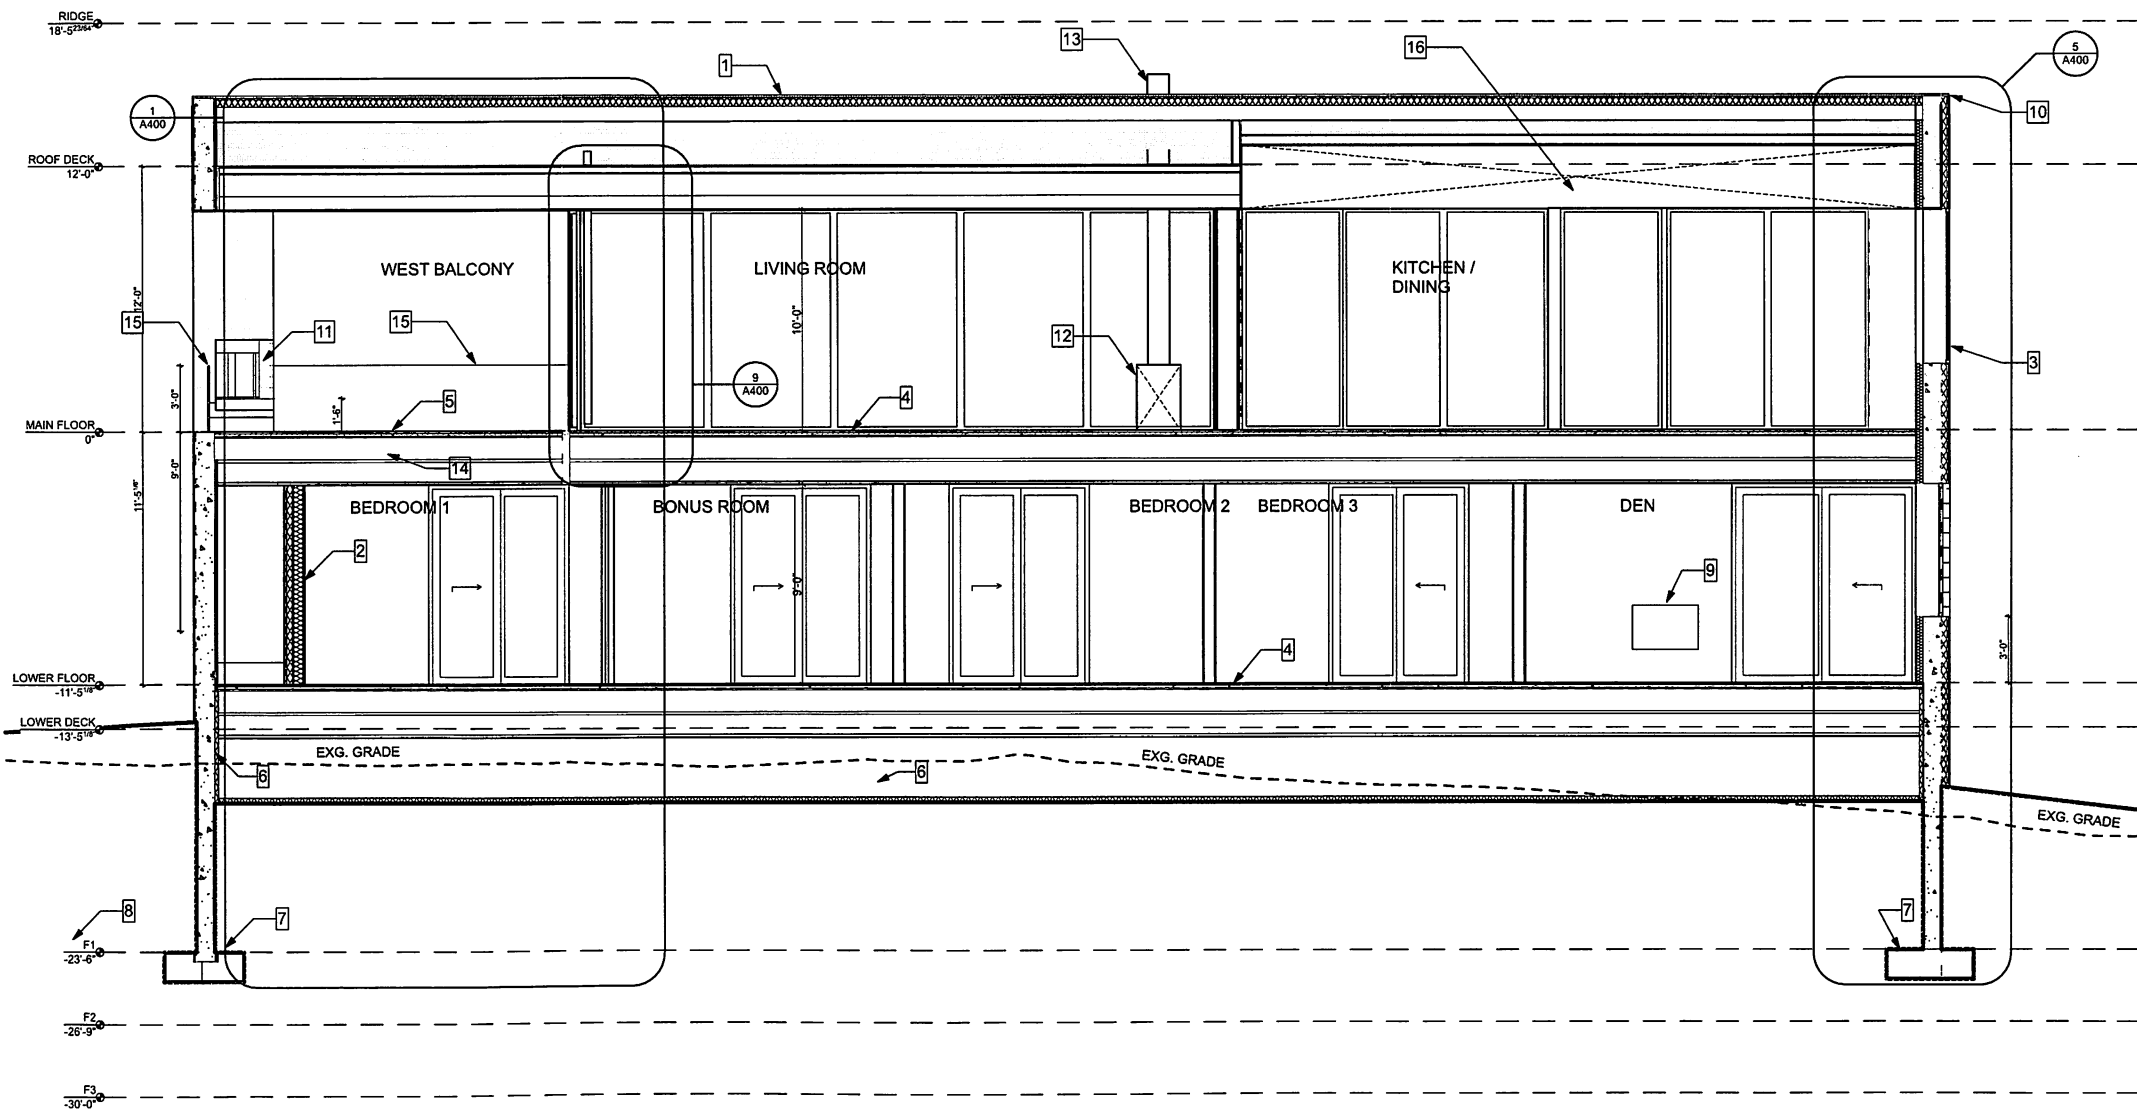 RIDGE
18'-5 23/64"
13
16
5
A400
1
1
A400
10
ROOF DECK
12'-0"
WEST BALCONY
LIVING ROOM
KITCHEN /
DINING
12'-0"
10'-0"
15
11
15
12
3
9
A400
3'-0"
1'-6"
5
4
MAIN FLOOR
0"
14
9'-0"
11'-5 1/8"
BEDROOM 1
BONUS ROOM
BEDROOM 2
BEDROOM 3
DEN
2
9'-0"
9
4
3'-0"
LOWER FLOOR
-11'-5 1/8"
LOWER DECK
-13'-5 1/8"
EXG. GRADE
EXG. GRADE
6
6
EXG. GRADE
8
7
7
F1
-23'-6"
F2
-26'-9"
F3
-30'-0"